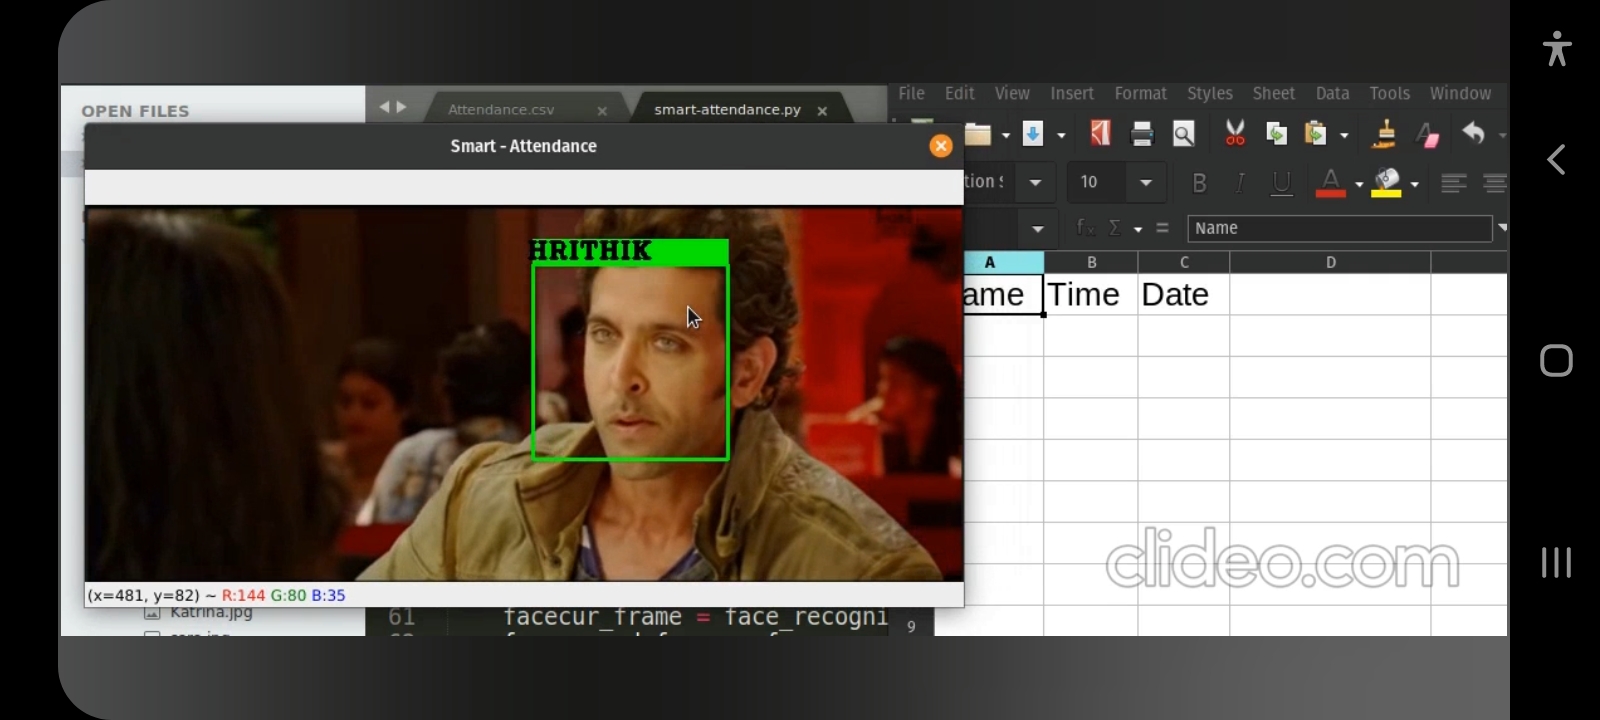 OPEN FILES
Attendance.csv
smart-attendance.py
File Edit View Insert Format Styles Sheet Data Tools Window
Smart - Attendance
10
Name
A B C D
HRITHIK
Time Date
clideo.com
(x=481, y=82) ~ R:144 G:80 B:35
Katrina.jpg
61 facecur_frame = face_recogni
9